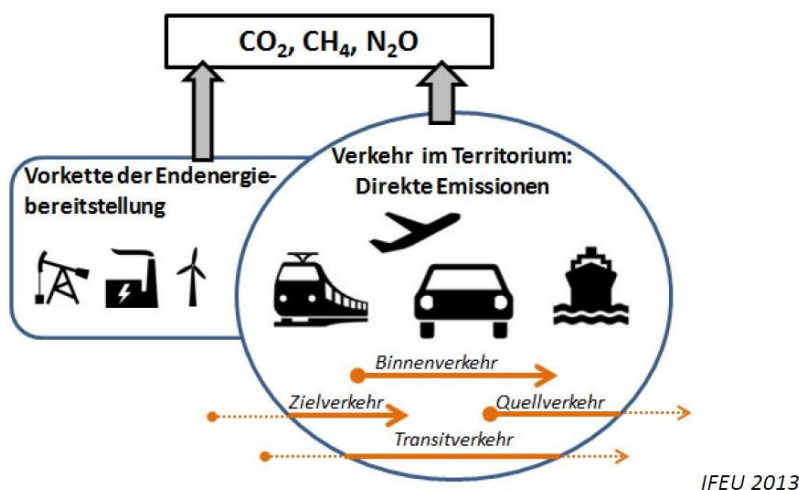 CO₂, CH₄, N₂O
Vorkette der Endenergie-
bereitstellung
Verkehr im Territorium:
Direkte Emissionen
Binnenverkehr
Zielverkehr
Quellverkehr
Transitverkehr
IFEU 2013